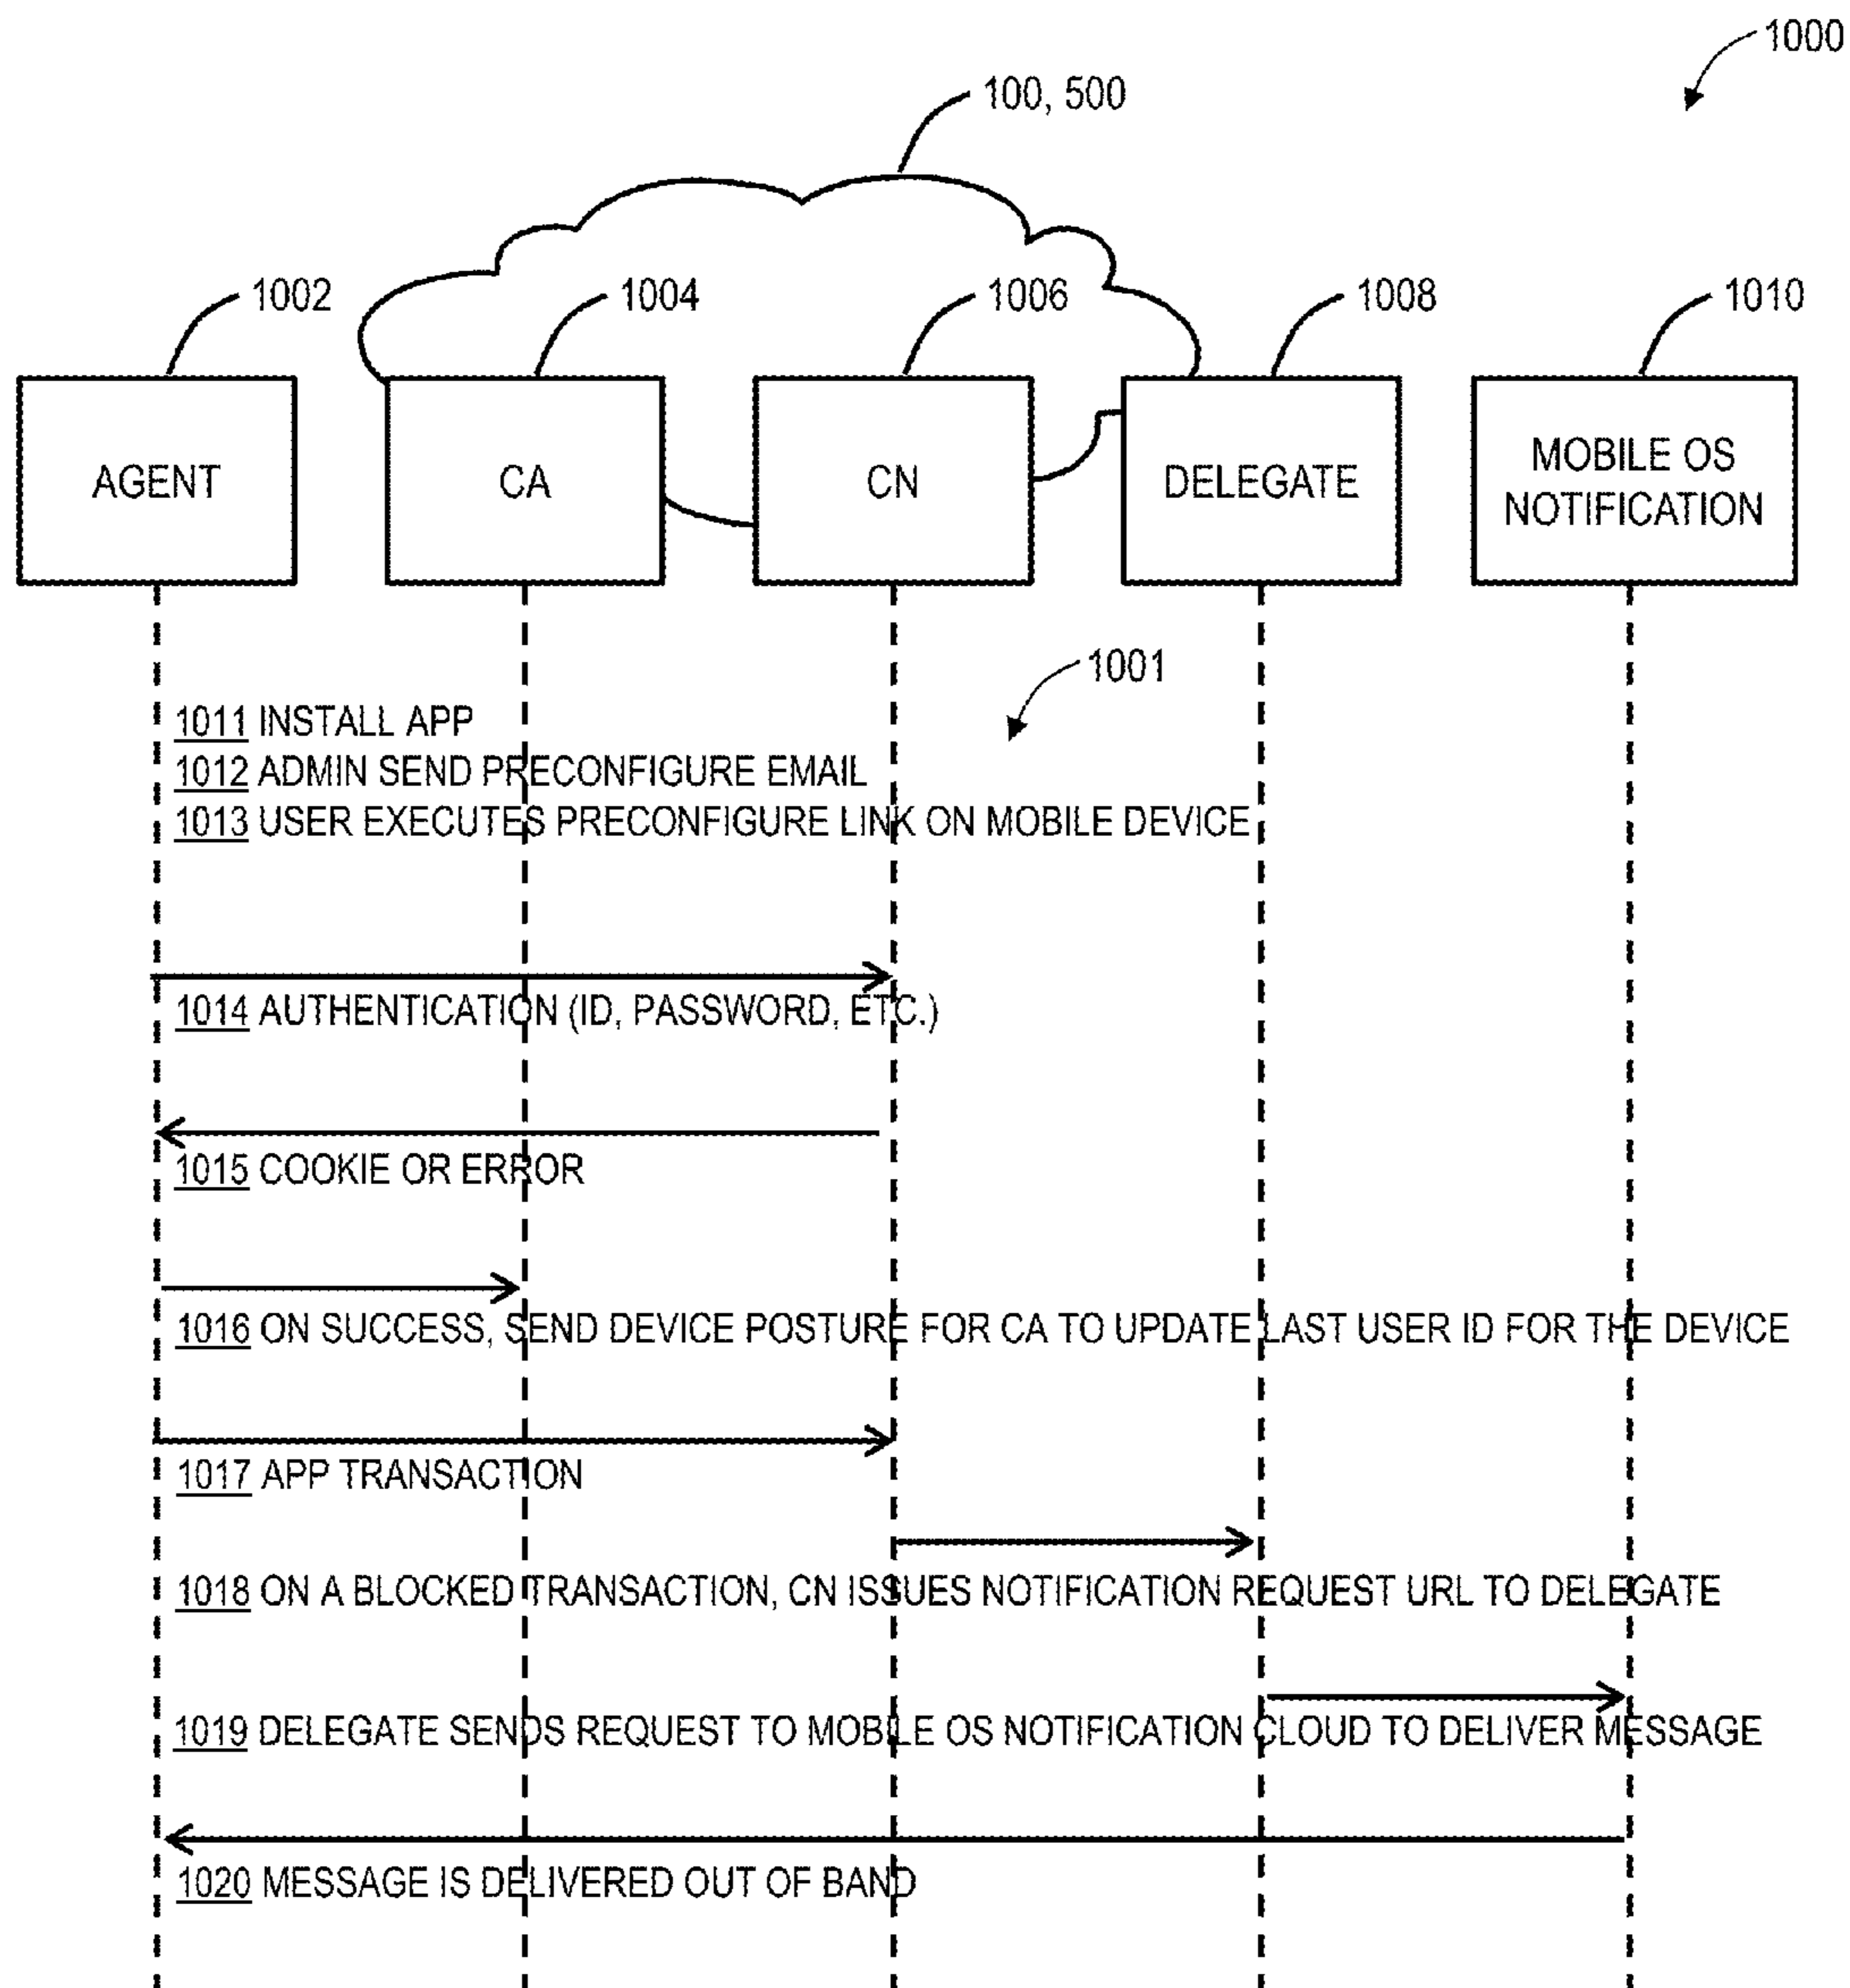 1000
100, 500
1002
1004
1006
1008
1010
AGENT
CA
CN
DELEGATE
MOBILE OS
NOTIFICATION
1001
1011 INSTALL APP
1012 ADMIN SEND PRECONFIGURE EMAIL
1013 USER EXECUTES PRECONFIGURE LINK ON MOBILE DEVICE
1014 AUTHENTICATION (ID, PASSWORD, ETC.)
1015 COOKIE OR ERROR
1016 ON SUCCESS, SEND DEVICE POSTURE FOR CA TO UPDATE LAST USER ID FOR THE DEVICE
1017 APP TRANSACTION
1018 ON A BLOCKED TRANSACTION, CN ISSUES NOTIFICATION REQUEST URL TO DELEGATE
1019 DELEGATE SENDS REQUEST TO MOBILE OS NOTIFICATION CLOUD TO DELIVER MESSAGE
1020 MESSAGE IS DELIVERED OUT OF BAND